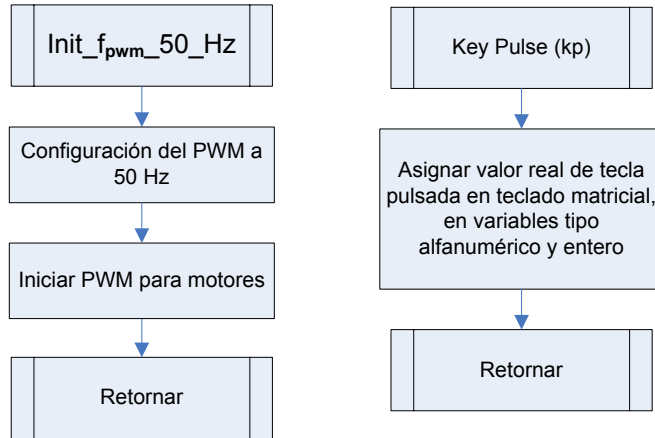 Init_fpwm_50_Hz
Configuración del PWM a
50 Hz
Iniciar PWM para motores
Retornar
Key Pulse (kp)
Asignar valor real de tecla
pulsada en teclado matricial,
en variables tipo
alfanumérico y entero
Retornar